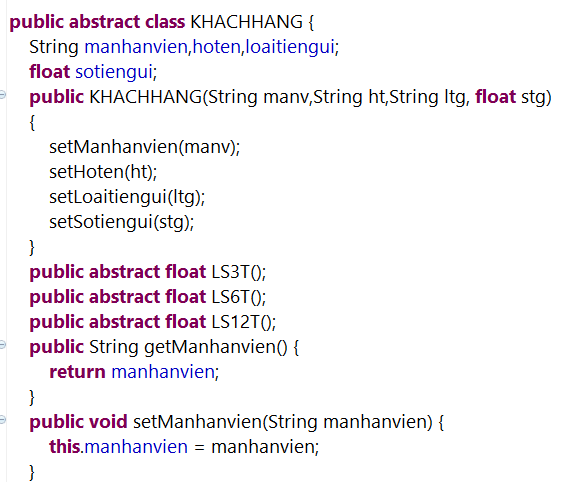 public abstract class KHACHHANG {
String manhanvien,hoten,loaitiengui;
float sotiengui;
public KHACHHANG(String manv,String ht,String ltg, float stg)
{
setManhanvien(manv);
setHoten(ht);
setLoaitiengui(ltg);
setSotiengui(stg);
}
public abstract float LS3T();
public abstract float LS6T();
public abstract float LS12T();
public String getManhanvien() {
return manhanvien;
}
public void setManhanvien(String manhanvien) {
this.manhanvien = manhanvien;
}